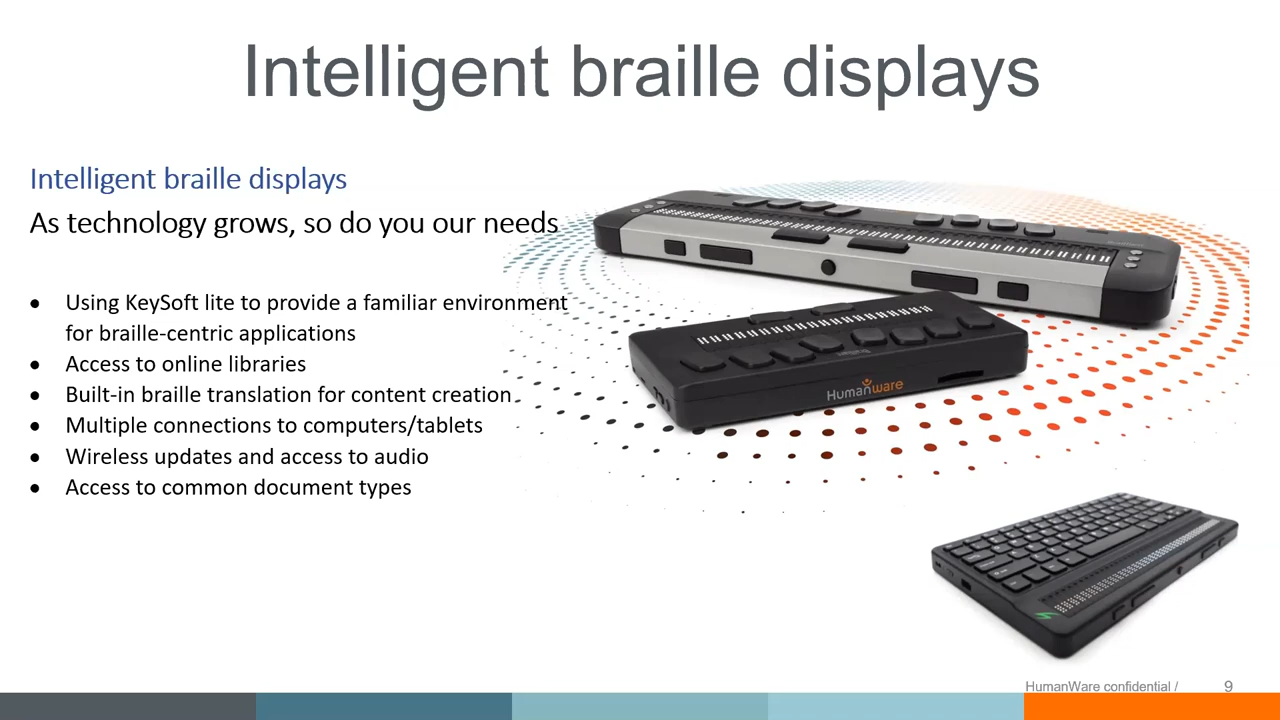 Intelligent braille displays
Intelligent braille displays
As technology grows, so do you our needs
• Using KeySoft lite to provide a familiar environment
for braille-centric applications
• Access to online libraries
• Built-in braille translation for content creation
• Multiple connections to computers/tablets
• Wireless updates and access to audio
• Access to common document types
Humanware
HumanWare confidential / 9